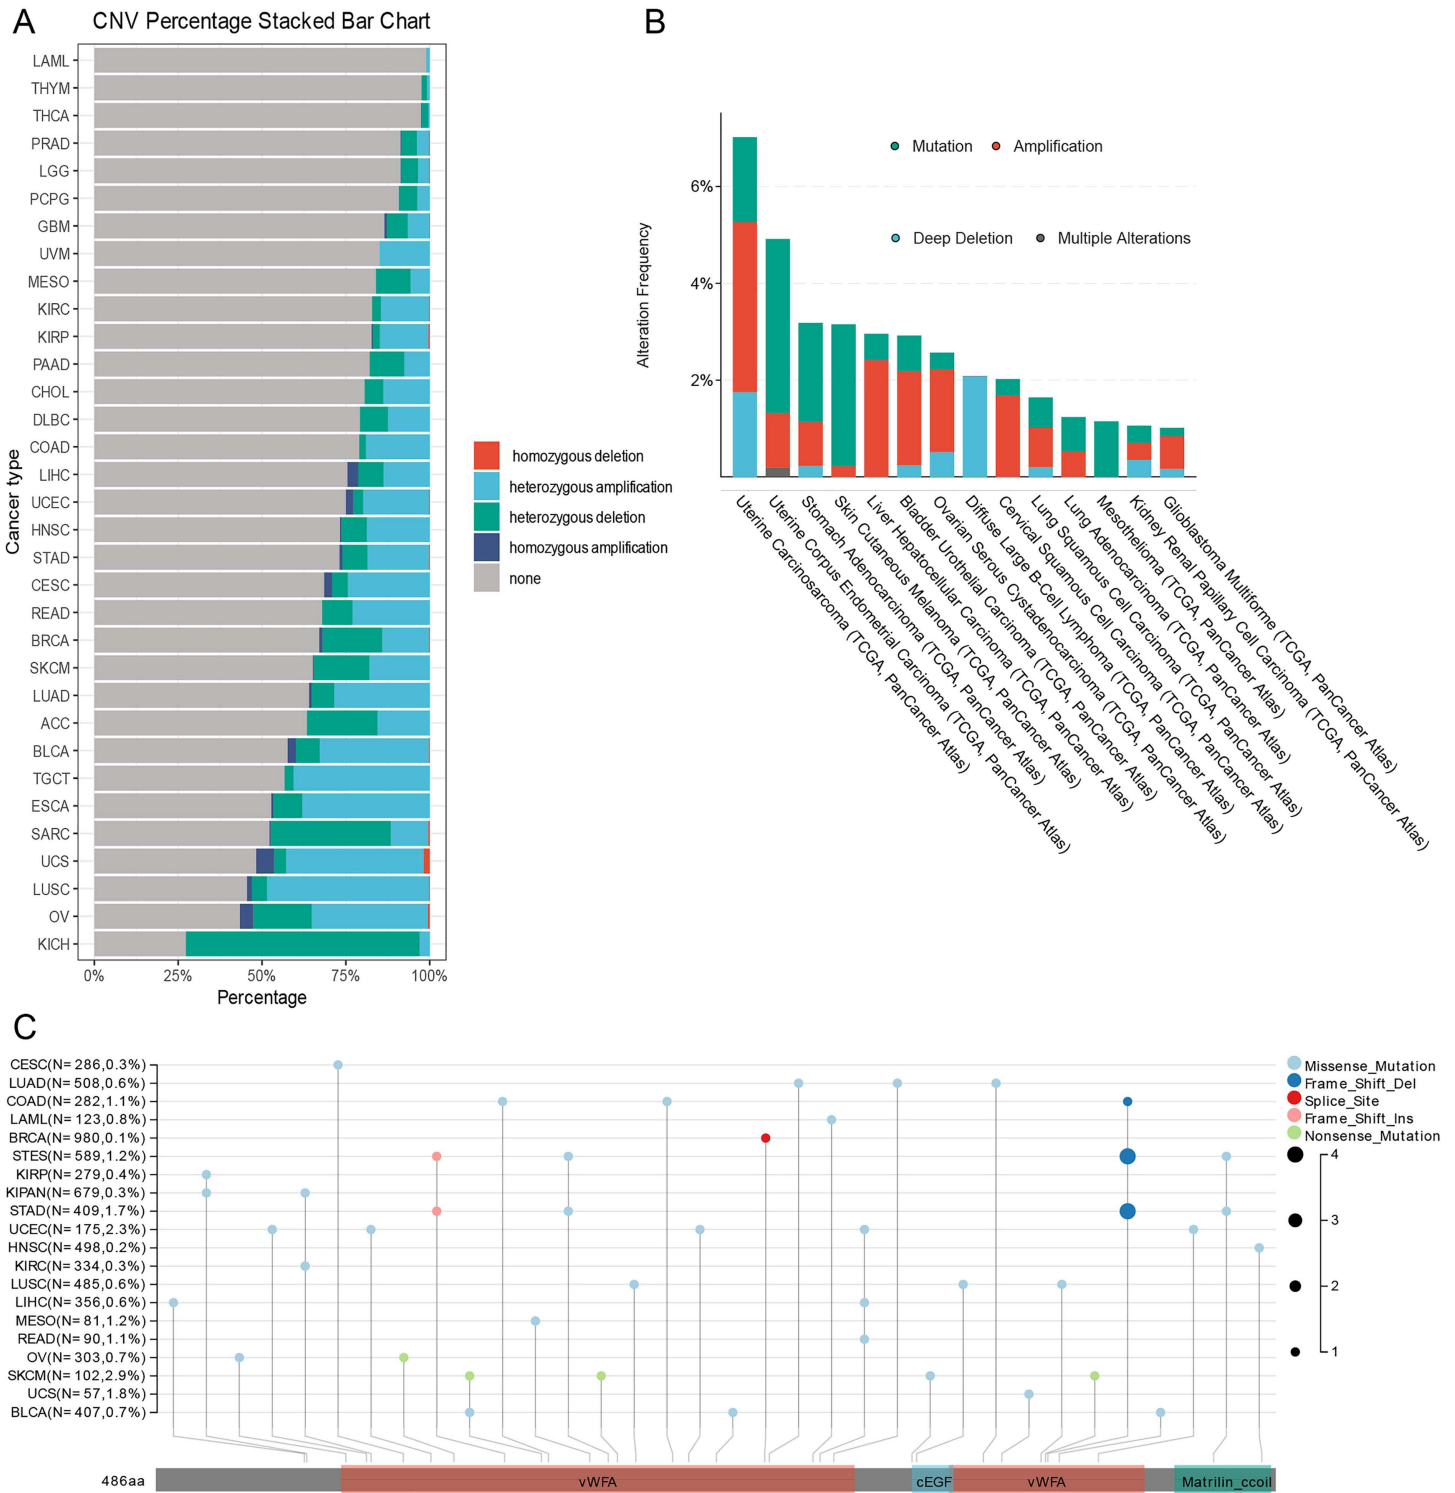 A
CNV Percentage Stacked Bar Chart
Cancer type
LAML
THYM
THCA
PRAD
LGG
PCPG
GBM
UVM
MESO
KIRC
KIRP
PAAD
CHOL
DLBC
COAD
LIHC
UCEC
HNSC
STAD
CESC
READ
BRCA
SKCM
LUAD
ACC
BLCA
TGCT
ESCA
SARC
UCS
LUSC
OV
KICH
0% 25% 50% 75% 100%
Percentage
homozygous deletion
heterozygous amplification
heterozygous deletion
homozygous amplification
none
B
Alteration Frequency
6%
4%
2%
Mutation Amplification
Deep Deletion Multiple Alterations
Uterine Carcinosarcoma (TCGA, PanCancer Atlas)
Uterine Corpus Endometrial Carcinoma (TCGA, PanCancer Atlas)
Stomach Adenocarcinoma (TCGA, PanCancer Atlas)
Skin Cutaneous Melanoma (TCGA, PanCancer Atlas)
Liver Hepatocellular Carcinoma (TCGA, PanCancer Atlas)
Bladder Urothelial Carcinoma (TCGA, PanCancer Atlas)
Ovarian Serous Cystadenocarcinoma (TCGA, PanCancer Atlas)
Diffuse Large B-Cell Lymphoma (TCGA, PanCancer Atlas)
Cervical Squamous Cell Carcinoma (TCGA, PanCancer Atlas)
Lung Squamous Cell Carcinoma (TCGA, PanCancer Atlas)
Lung Adenocarcinoma (TCGA, PanCancer Atlas)
Mesothelioma (TCGA, PanCancer Atlas)
Kidney Renal Papillary Cell Carcinoma (TCGA, PanCancer Atlas)
Glioblastoma Multiforme (TCGA, PanCancer Atlas)
C
CESC(N= 286,0.3%)
LUAD(N= 508,0.6%)
COAD(N= 282,1.1%)
LAML(N= 123,0.8%)
BRCA(N= 980,0.1%)
STES(N= 589,1.2%)
KIRP(N= 279,0.4%)
KIPAN(N= 679,0.3%)
STAD(N= 409,1.7%)
UCEC(N= 175,2.3%)
HNSC(N= 498,0.2%)
KIRC(N= 334,0.3%)
LUSC(N= 485,0.6%)
LIHC(N= 356,0.6%)
MESO(N= 81,1.2%)
READ(N= 90,1.1%)
OV(N= 303,0.7%)
SKCM(N= 102,2.9%)
UCS(N= 57,1.8%)
BLCA(N= 407,0.7%)
Missense_Mutation
Frame_Shift_Del
Splice_Site
Frame_Shift_Ins
Nonsense_Mutation
4
3
2
1
486aa vWFA cEGF vWFA Matrilin_ccoil